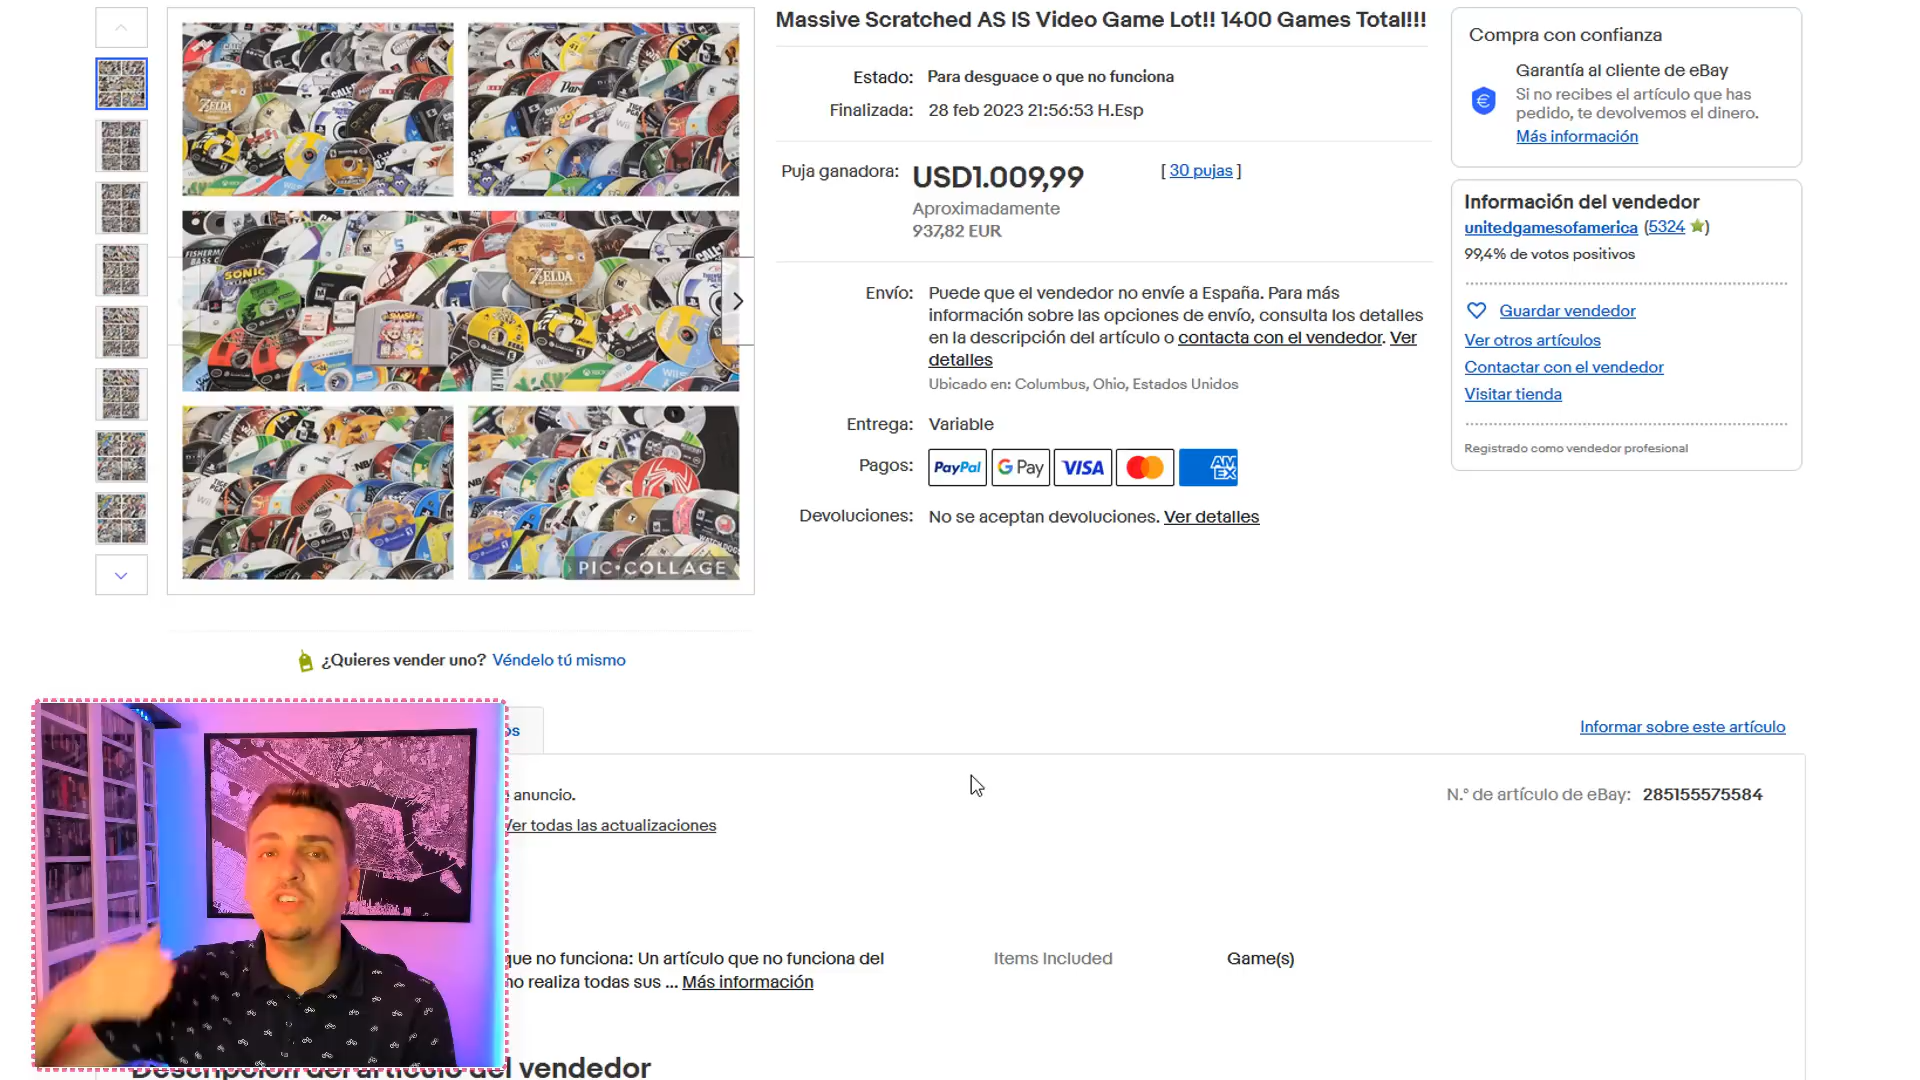 Massive Scratched AS IS Video Game Lot!! 1400 Games Total!!!
Estado: Para desguace o que no funciona
Finalizada: 28 feb 2023 21:56:53 H.Esp
Puja ganadora: USD1.009,99 [ 30 pujas ]
Aproximadamente
937,82 EUR
Envío: Puede que el vendedor no envíe a España. Para más
información sobre las opciones de envío, consulta los detalles
en la descripción del artículo o contacta con el vendedor. Ver
detalles
Ubicado en: Columbus, Ohio, Estados Unidos
Entrega: Variable
Pagos: PayPal G Pay VISA AM EX
Devoluciones: No se aceptan devoluciones. Ver detalles
Compra con confianza
Garantía al cliente de eBay
Si no recibes el artículo que has
pedido, te devolvemos el dinero.
Más información
Información del vendedor
unitedgamesofamerica (5324)
99,4% de votos positivos
Guardar vendedor
Ver otros artículos
Contactar con el vendedor
Visitar tienda
Registrado como vendedor profesional
ZELDA
SONIC
ZELDA
SMASH
PIC•COLLAGE
¿Quieres vender uno? Véndelo tú mismo
os
Informar sobre este artículo
anuncio.
N.° de artículo de eBay: 285155575584
Ver todas las actualizaciones
que no funciona: Un artículo que no funciona del
no realiza todas sus ... Más información
Items Included Game(s)
Descripción del artículo del vendedor